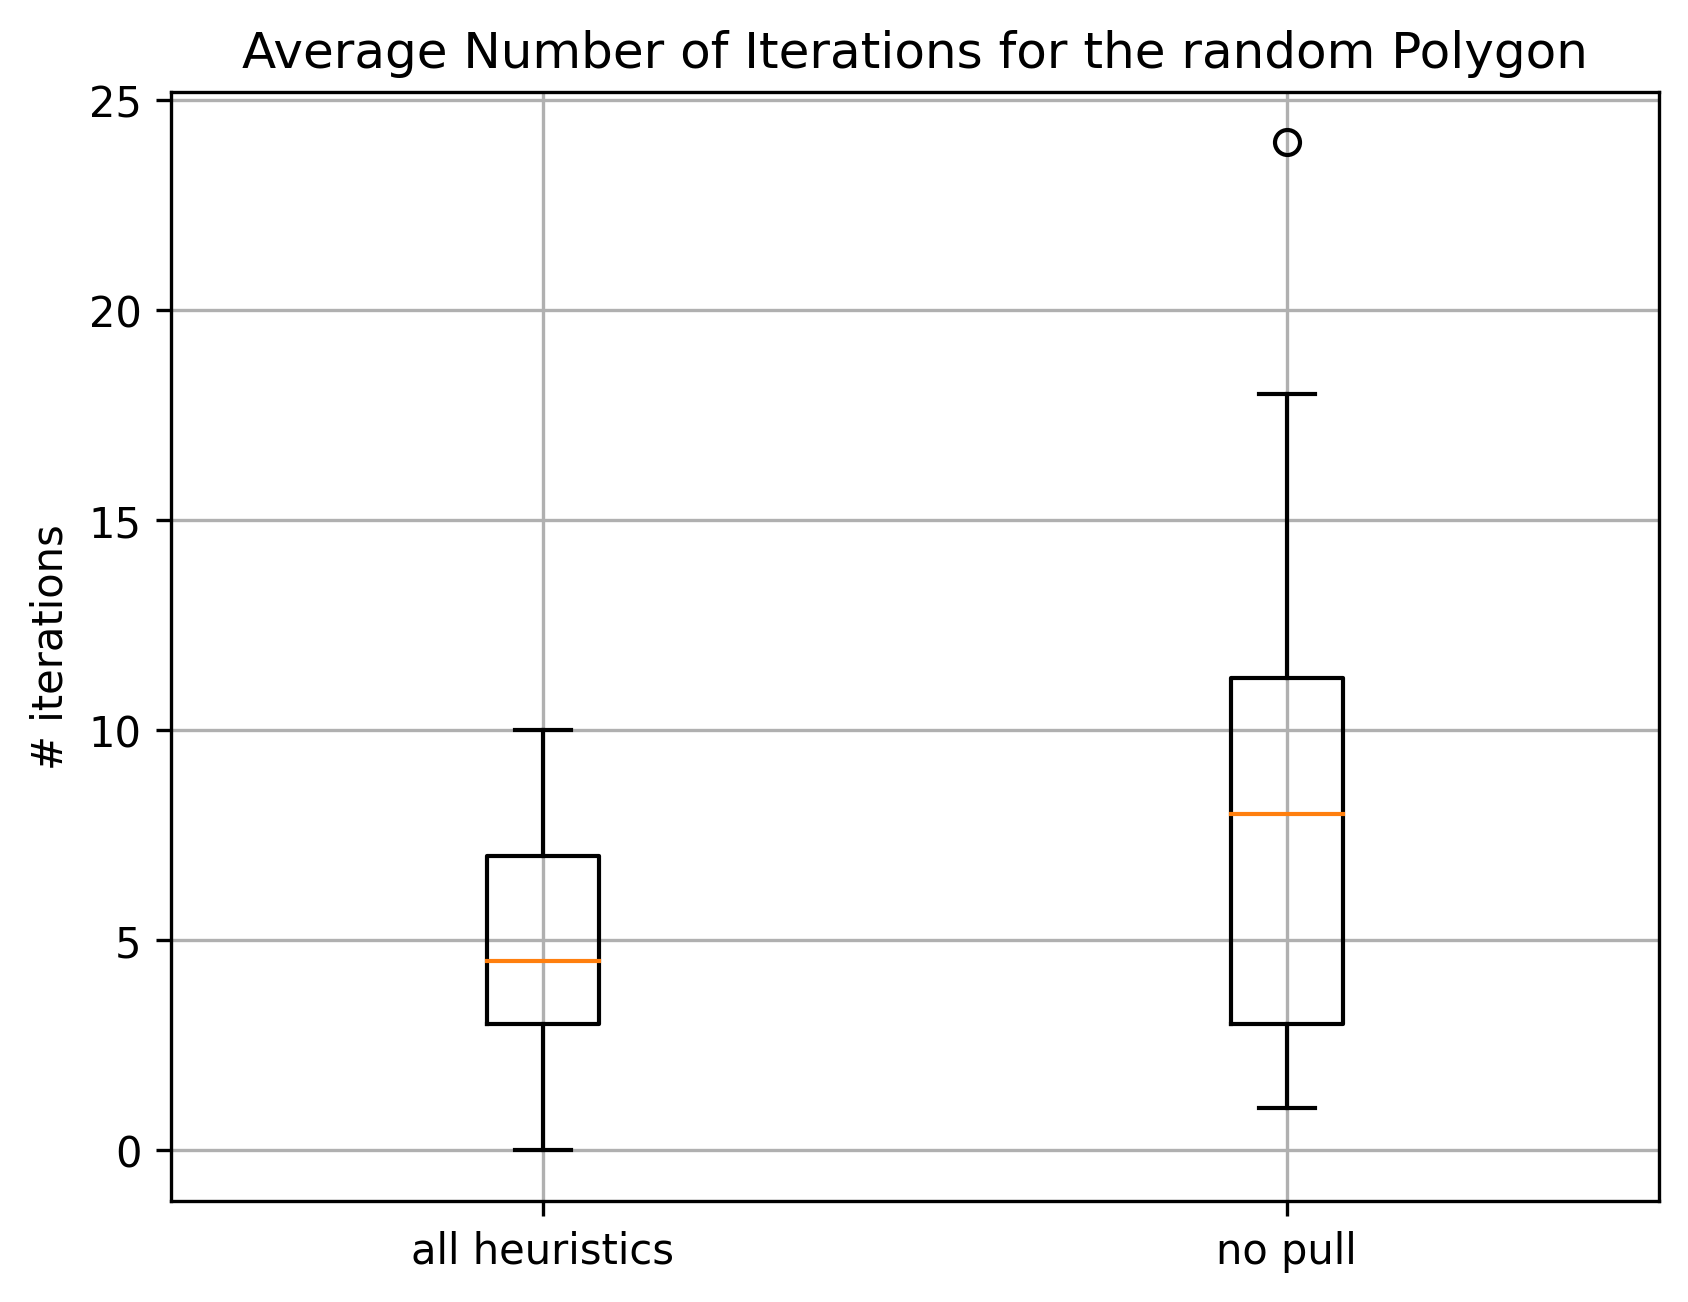 Average Number of Iterations for the random Polygon
25
20
15
10
5
0
# iterations
all heuristics
no pull